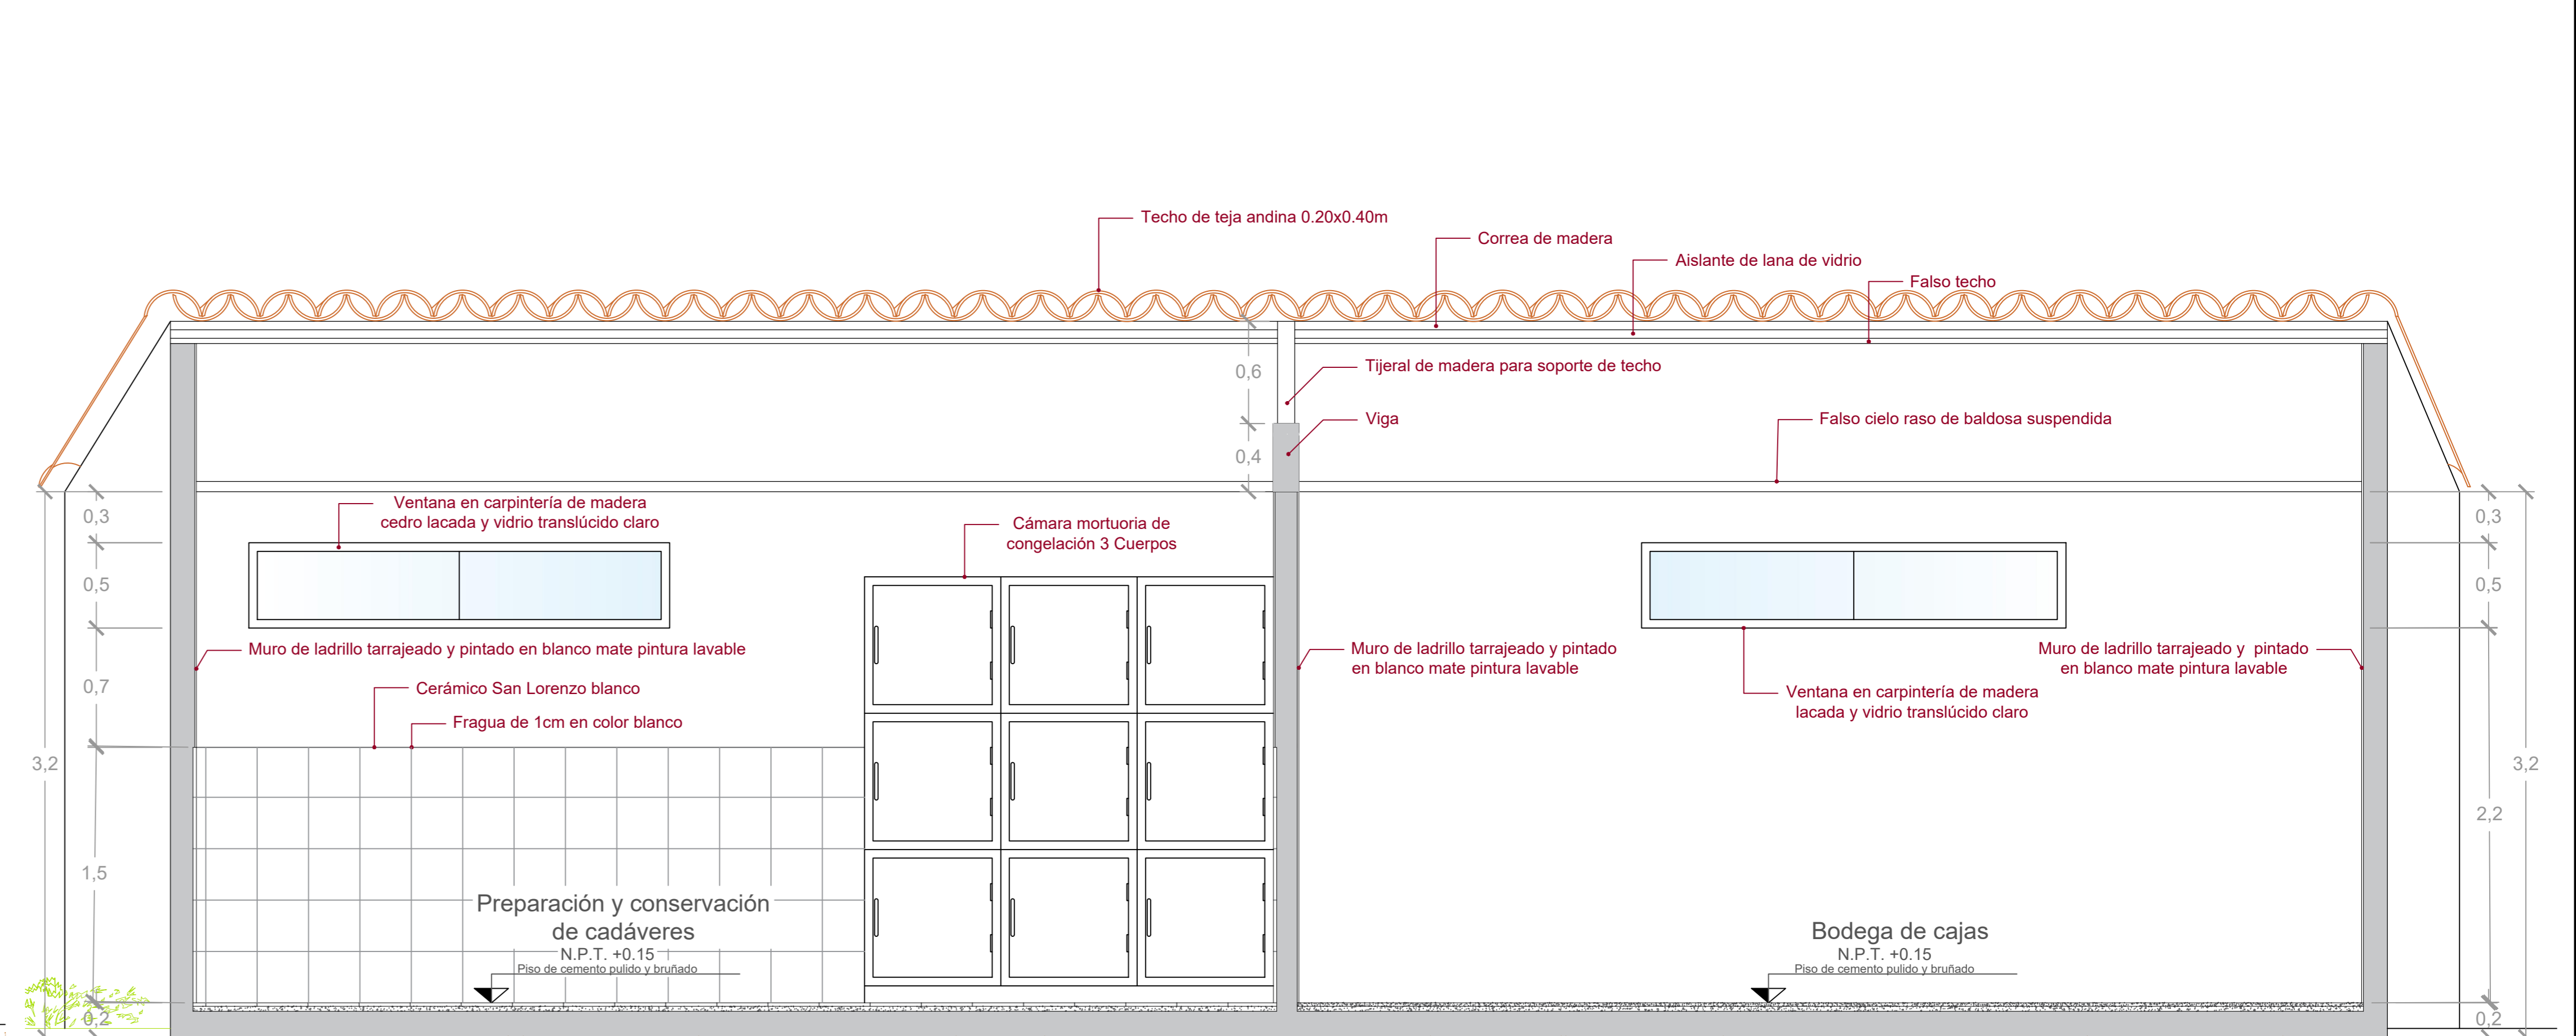 Techo de teja andina 0.20x0.40m
Correa de madera
Aislante de lana de vidrio
Falso techo
0,6
Tijeral de madera para soporte de techo
Viga
Falso cielo raso de baldosa suspendida
0,4
Ventana en carpintería de madera
cedro lacada y vidrio translúcido claro
0,3
Cámara mortuoria de
congelación 3 Cuerpos
0,3
0,5
0,5
Muro de ladrillo tarrajeado y pintado en blanco mate pintura lavable
Muro de ladrillo tarrajeado y pintado
en blanco mate pintura lavable
Muro de ladrillo tarrajeado y pintado
en blanco mate pintura lavable
0,7
Cerámico San Lorenzo blanco
Ventana en carpintería de madera
lacada y vidrio translúcido claro
Fragua de 1cm en color blanco
3,2
3,2
2,2
1,5
Preparación y conservación
de cadáveres
N.P.T. +0.15
Piso de cemento pulido y bruñado
Bodega de cajas
N.P.T. +0.15
Piso de cemento pulido y bruñado
0,2
0,2